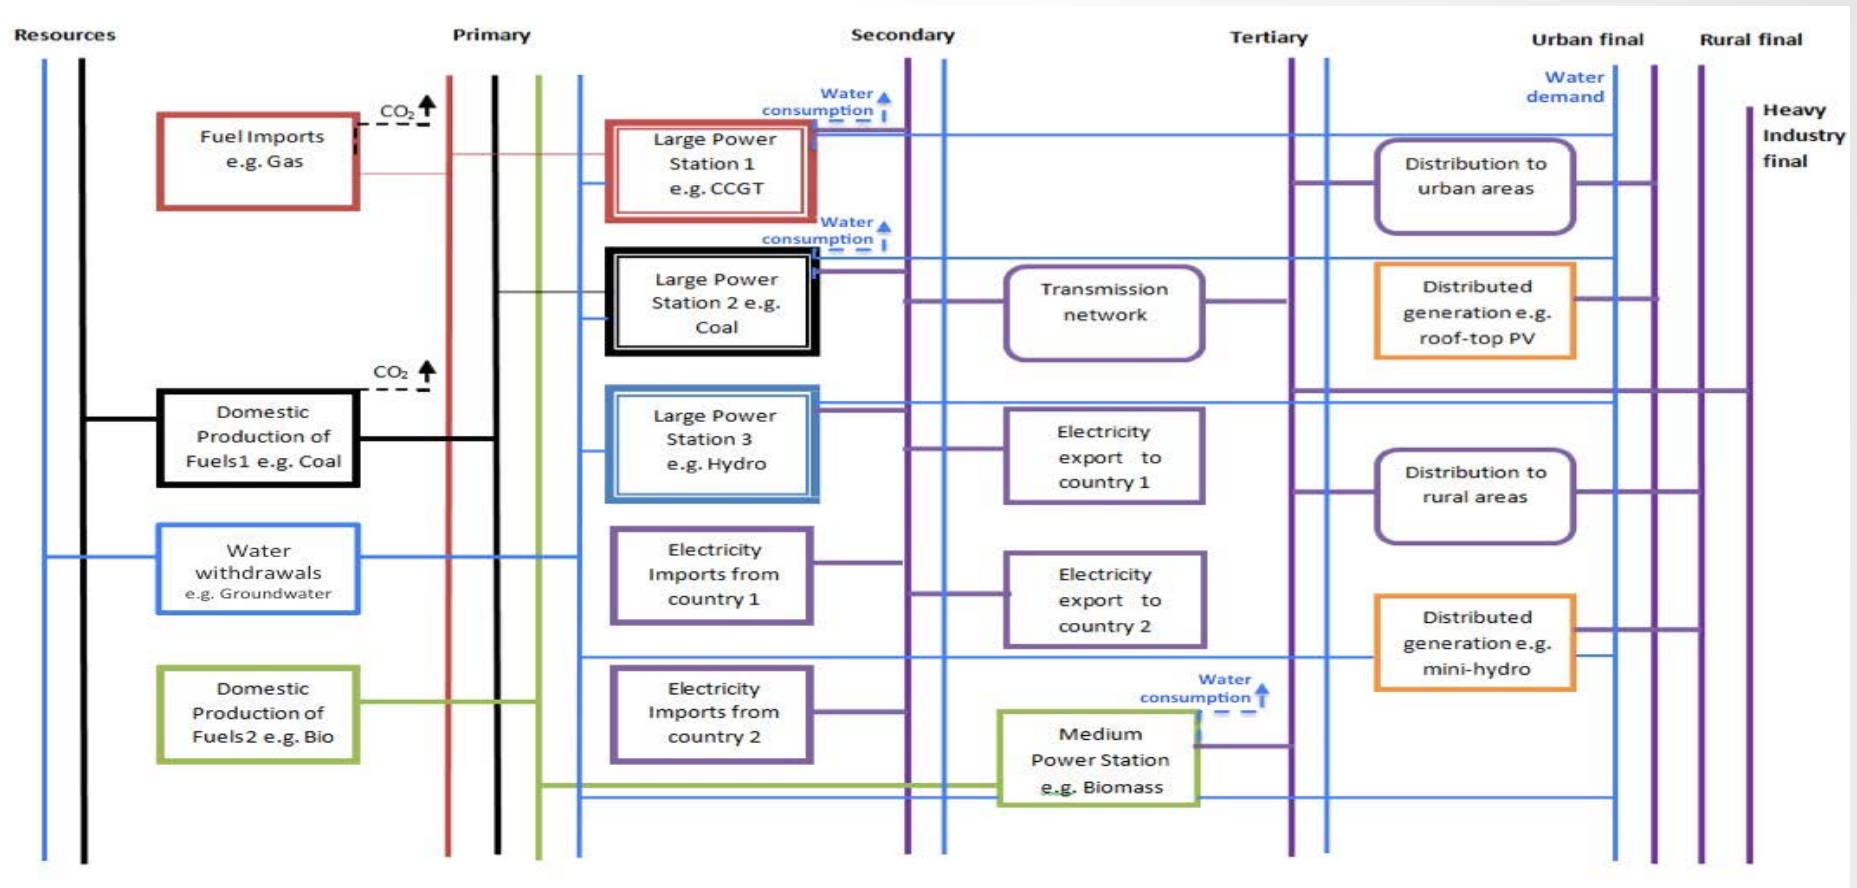 Resources
Primary
Secondary
Tertiary
Urban final
Rural final
Heavy
Industry
final
Water
demand
CO₂
Fuel Imports
e.g. Gas
Water
consumption
Large Power
Station 1
e.g. CCGT
Distribution to
urban areas
Water
consumption
Large Power
Station 2 e.g.
Coal
Transmission
network
Distributed
generation e.g.
roof-top PV
CO₂
Domestic
Production of
Fuels1 e.g. Coal
Large Power
Station 3
e.g. Hydro
Electricity
export to
country 1
Distribution to
rural areas
Water
withdrawals
e.g. Groundwater
Electricity
Imports from
country 1
Electricity
export to
country 2
Distributed
generation e.g.
mini-hydro
Domestic
Production of
Fuels2 e.g. Bio
Electricity
Imports from
country 2
Water
consumption
Medium
Power Station
e.g. Biomass